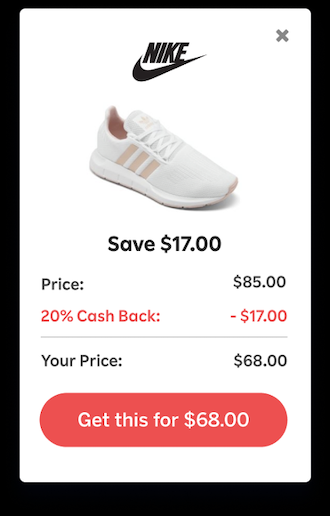 NIKE
Save $17.00
Price: $85.00
20% Cash Back: - $17.00
Your Price: $68.00
Get this for $68.00